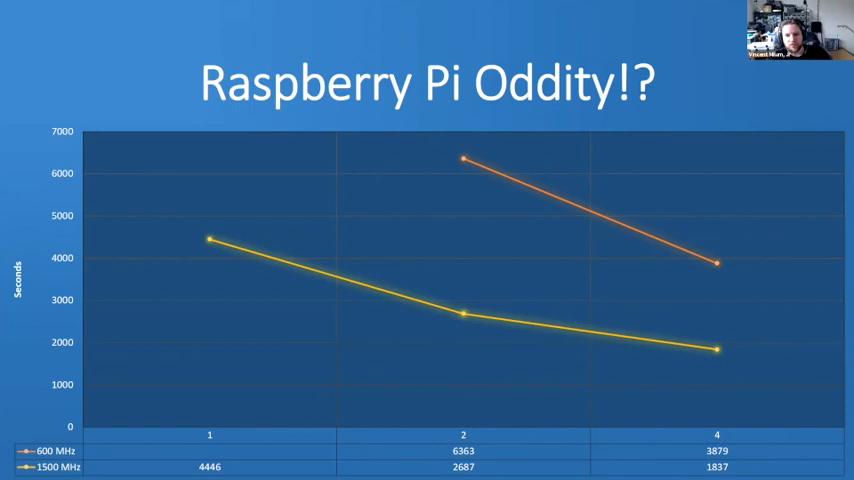 Raspberry Pi Oddity!?
7000
6000
5000
4000
3000
2000
1000
0
Seconds
1 2 4
600 MHz 6363 3879
1500 MHz 4446 2687 1837